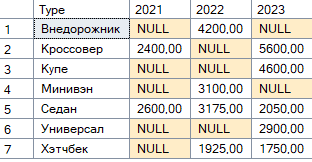 Type 2021 2022 2023
1 Внедорожник NULL 4200,00 NULL
2 Кроссовер 2400,00 NULL 5600,00
3 Купе NULL NULL 4600,00
4 Минивэн NULL 3100,00 NULL
5 Седан 2600,00 3175,00 2050,00
6 Универсал NULL NULL 2900,00
7 Хэтчбек NULL 1925,00 1750,00